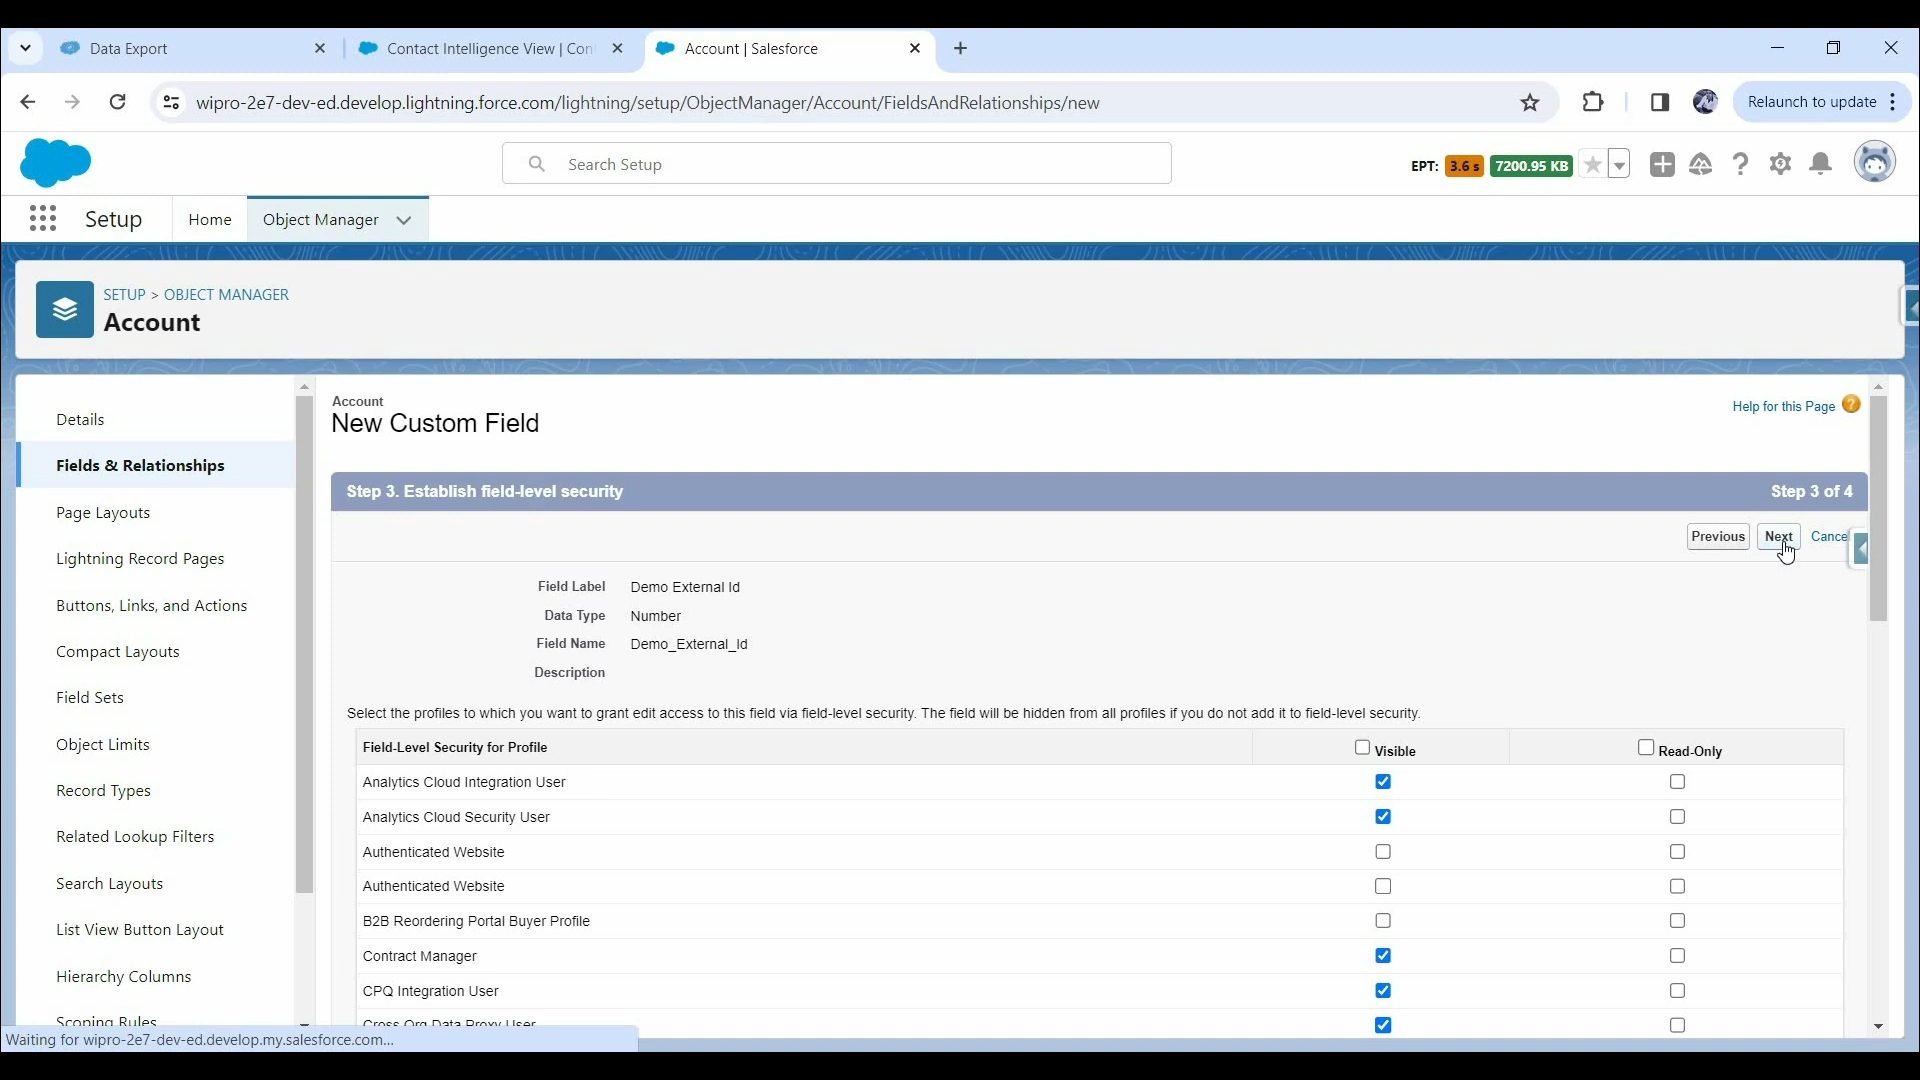 Data Export
Contact Intelligence View | Con
Account | Salesforce
wipro-2e7-dev-ed.develop.lightning.force.com/lightning/setup/ObjectManager/Account/FieldsAndRelationships/new
Relaunch to update
Search Setup
EPT: 3.6 s 7200.95 KB
Setup
Home
Object Manager
SETUP > OBJECT MANAGER
Account
Details
Fields & Relationships
Page Layouts
Lightning Record Pages
Buttons, Links, and Actions
Compact Layouts
Field Sets
Object Limits
Record Types
Related Lookup Filters
Search Layouts
List View Button Layout
Hierarchy Columns
Scoping Rules
Account
New Custom Field
Help for this Page ?
Step 3. Establish field-level security Step 3 of 4
Previous Next Cance
Field Label Demo External Id
Data Type Number
Field Name Demo_External_Id
Description
Select the profiles to which you want to grant edit access to this field via field-level security. The field will be hidden from all profiles if you do not add it to field-level security.
Field-Level Security for Profile Visible Read-Only
Analytics Cloud Integration User
Analytics Cloud Security User
Authenticated Website
Authenticated Website
B2B Reordering Portal Buyer Profile
Contract Manager
CPQ Integration User
Cross Org Data Proxy User
Waiting for wipro-2e7-dev-ed.develop.my.salesforce.com...